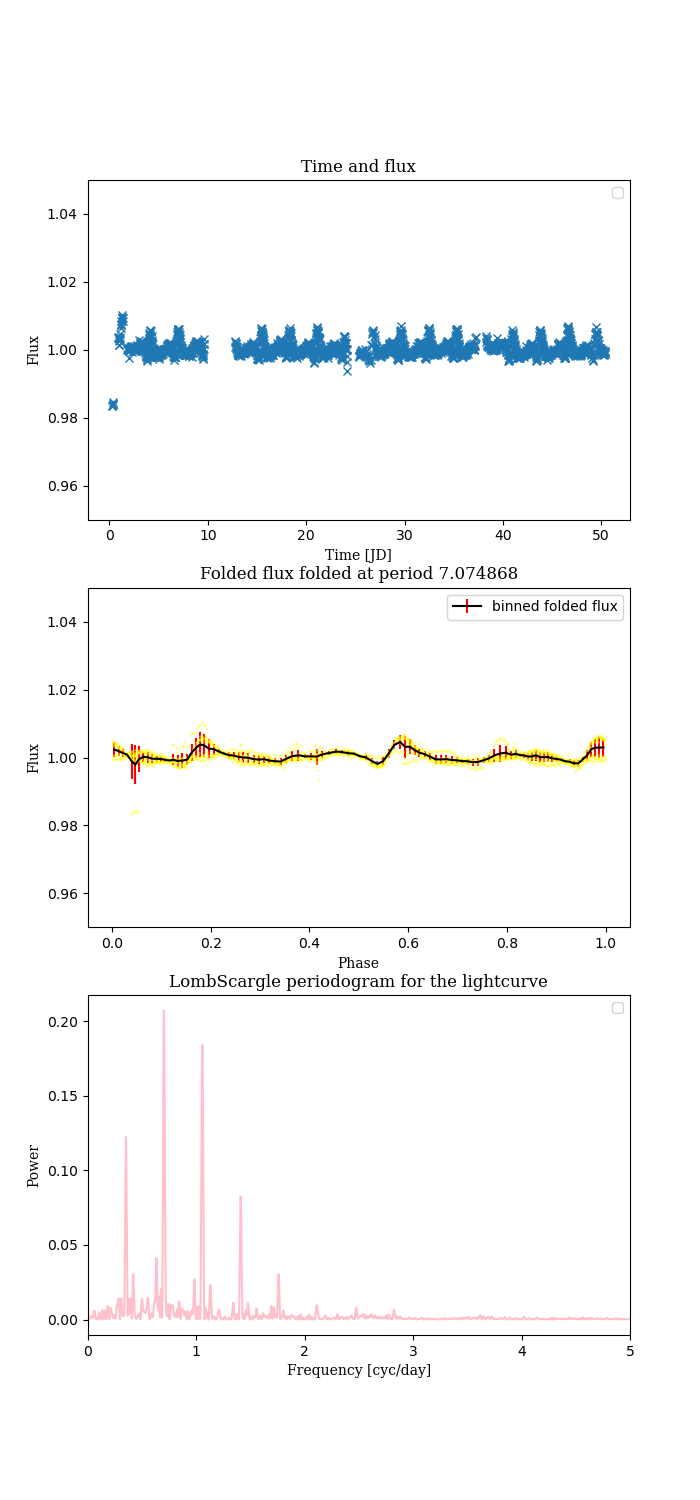 Time and flux
1.04
1.02
1.00
0.98
0.96
Flux
0 10 20 30 40 50
Time [JD]
Folded flux folded at period 7.074868
binned folded flux
1.04
1.02
1.00
0.98
0.96
Flux
0.0 0.2 0.4 0.6 0.8 1.0
Phase
LombScargle periodogram for the lightcurve
0.20
0.15
0.10
0.05
0.00
Power
0 1 2 3 4 5
Frequency [cyc/day]